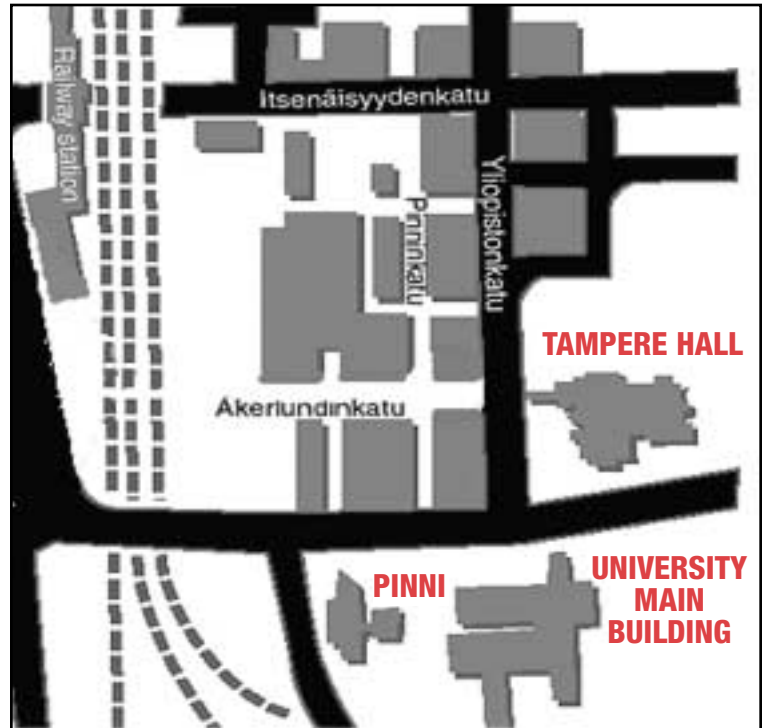 Railway station
Itsenäisyydenkatu
Yliopistonkatu
Pinninkatu
TAMPERE HALL
Åkerlundinkatu
PINNI
UNIVERSITY
MAIN
BUILDING